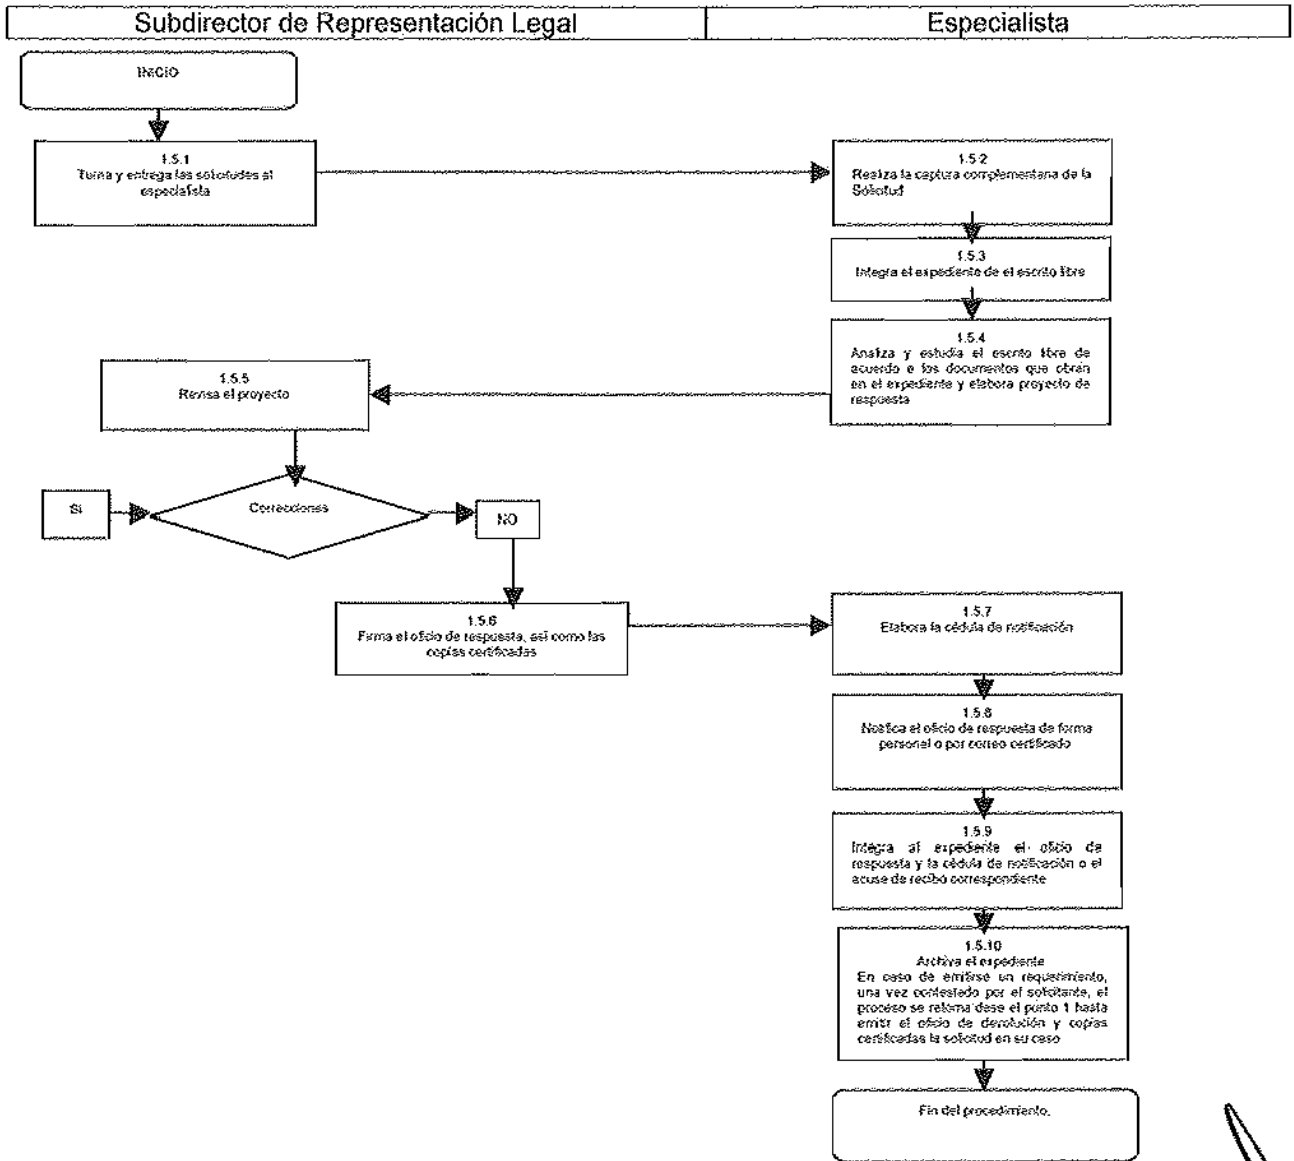 Subdirector de Representación Legal
Especialista
INICIO
1.5.1
Turna y entrega las solicitudes al
especialista
1.5.2
Realiza la captura complementaria de la
Solicitud
1.5.3
Integra el expediente de el escrito libre
1.5.4
Analiza y estudia el escrito libre de
acuerdo a los documentos que obran
en el expediente y elabora proyecto de
respuesta
1.5.5
Revisa el proyecto
Correcciones
SI
NO
1.5.6
Firma el oficio de respuesta, así como las
copias certificadas
1.5.7
Elabora la cédula de notificación
1.5.8
Notifica el oficio de respuesta de forma
personal o por correo certificado
1.5.9
Integra al expediente el oficio de
respuesta y la cédula de notificación o el
acuse de recibo correspondiente
1.5.10
Archiva el expediente
En caso de emitirse un requerimiento,
una vez contestado por el solicitante, el
proceso se retoma dese el punto 1 hasta
emitir el oficio de devolución y copias
certificadas la solicitud en su caso
Fin del procedimiento.